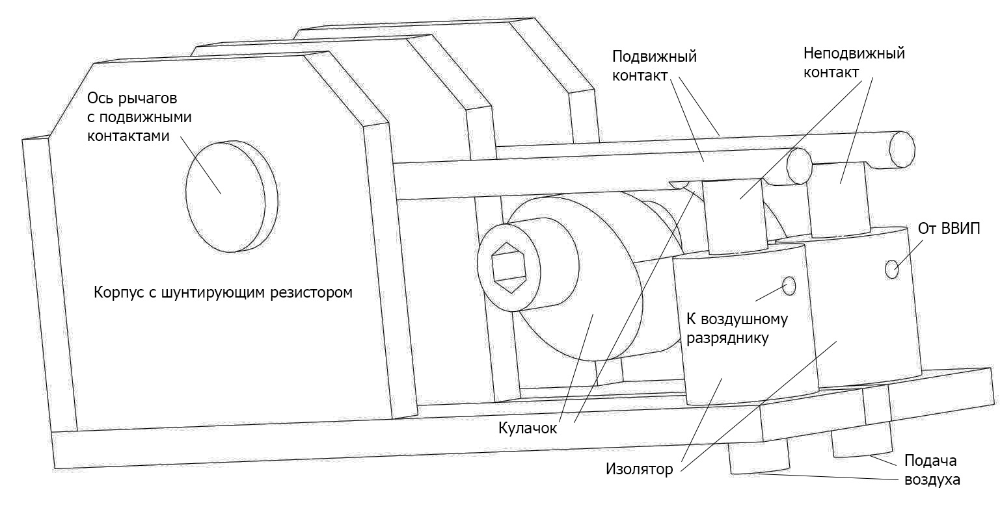 Подвижный
контакт
Неподвижный
контакт
Ось рычагов
с подвижными
контактами
От ВВИП
Корпус с шунтирующим резистором
К воздушному
разряднику
Кулачок
Изолятор
Подача
воздуха